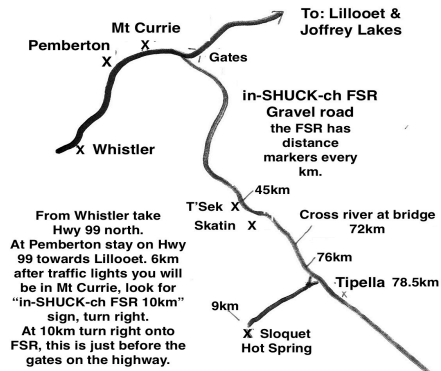 To: Lillooet &
Joffrey Lakes
Mt Currie
X
Pemberton
X
Gates
in-SHUCK-ch FSR
Gravel road
the FSR has
distance
markers every
km.
X Whistler
45km
T'Sek X
Skatin X
Cross river at bridge
72km
76km
Tipella 78.5km
x
9km
X Sloquet
Hot Spring
From Whistler take
Hwy 99 north.
At Pemberton stay on Hwy
99 towards Lillooet. 6km
after traffic lights you will
be in Mt Currie, look for
“in-SHUCK-ch FSR 10km”
sign, turn right.
At 10km turn right onto
FSR, this is just before the
gates on the highway.